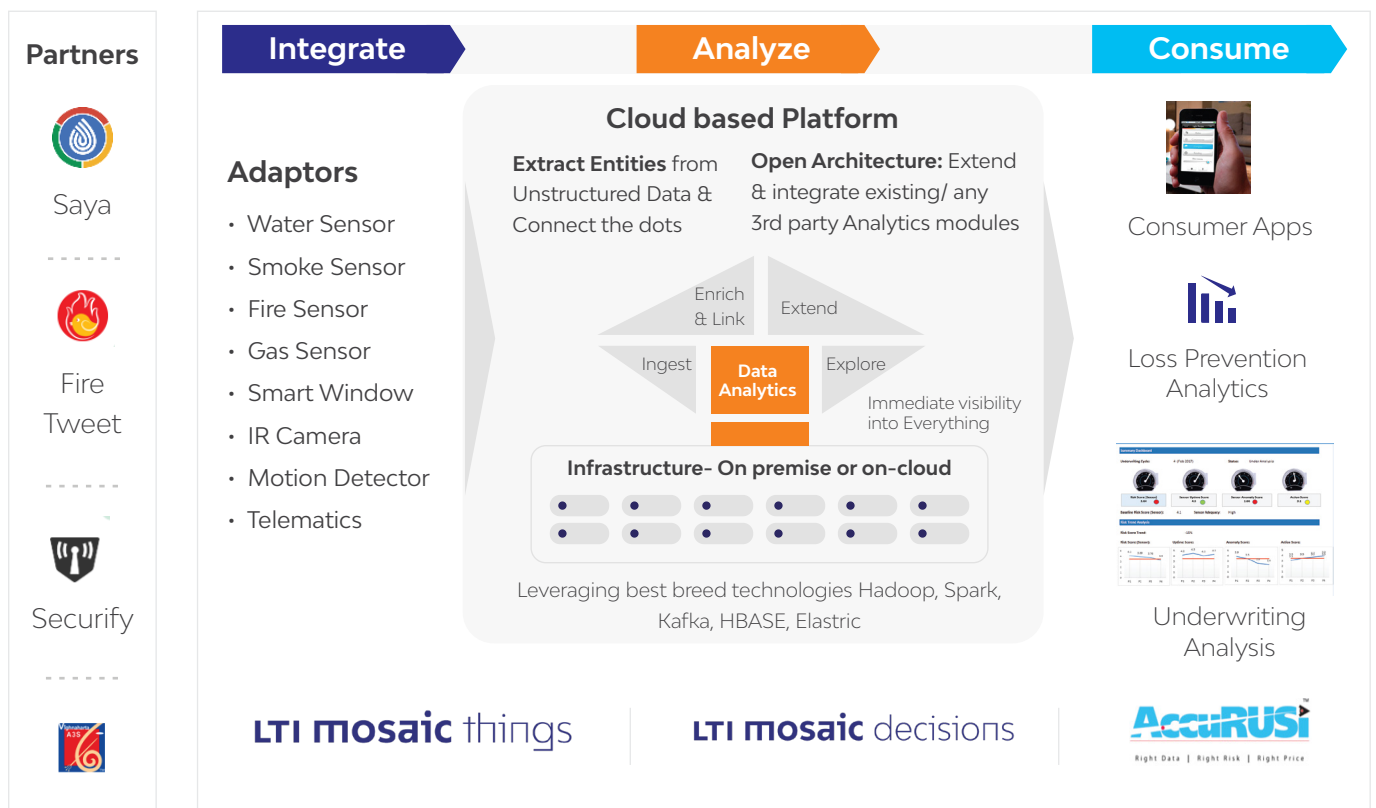 Partners
Saya
Fire
Tweet
Securify
A3S
Integrate
Analyze
Consume
Adaptors
• Water Sensor
• Smoke Sensor
• Fire Sensor
• Gas Sensor
• Smart Window
• IR Camera
• Motion Detector
• Telematics
Cloud based Platform
Extract Entities from
Unstructured Data &
Connect the dots
Open Architecture: Extend
& integrate existing/ any
3rd party Analytics modules
Enrich
& Link
Extend
Ingest
Data
Analytics
Explore
Immediate visibility
into Everything
Infrastructure- On premise or on-cloud
Leveraging best breed technologies Hadoop, Spark,
Kafka, HBASE, Elastric
Consumer Apps
Loss Prevention
Analytics
Underwriting
Analysis
LTI mosaic things
LTI mosaic decisions
AccuRUSI™
Right Data | Right Risk | Right Price